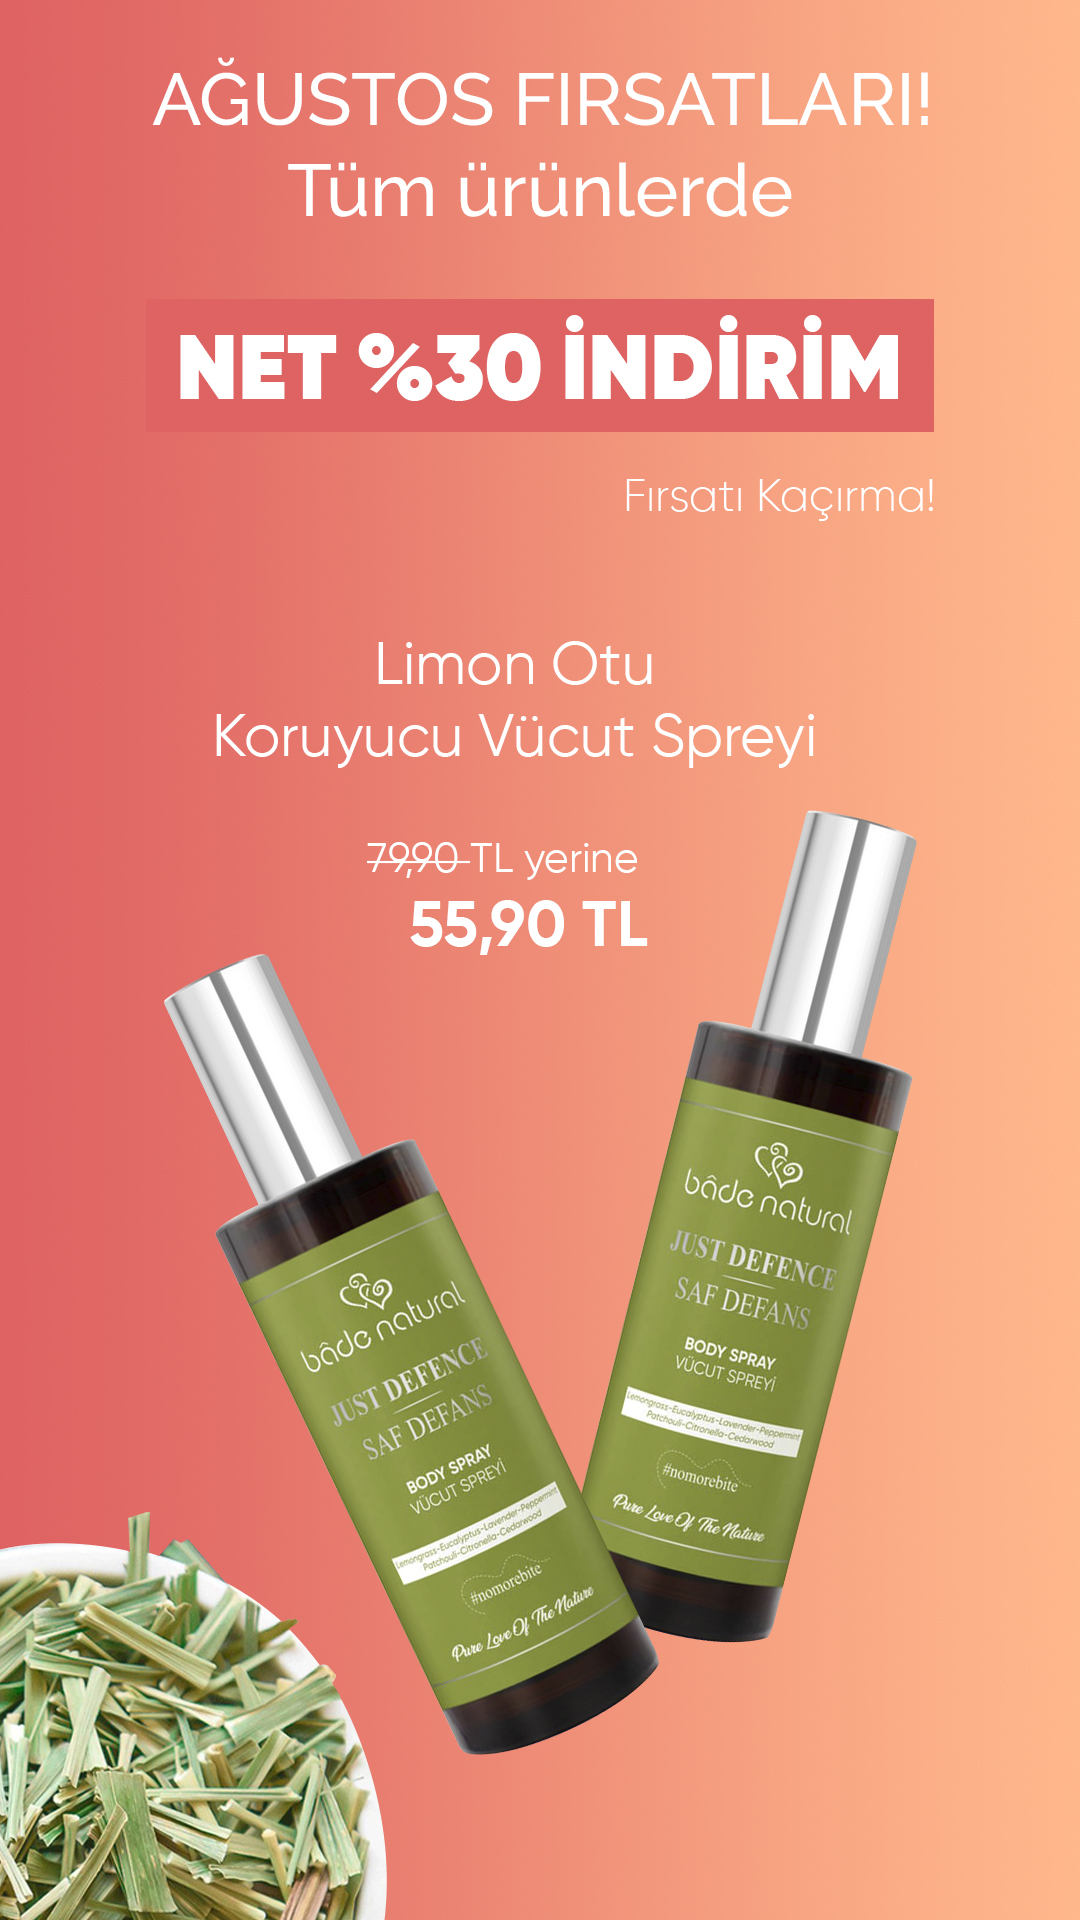 AĞUSTOS FIRSATLARI!
Tüm ürünlerde
NET %30 İNDİRİM
Fırsatı Kaçırma!
Limon Otu
Koruyucu Vücut Spreyi
79,90 TL yerine
55,90 TL
bâde natural
JUST DEFENCE
SAF DEFANS
BODY SPRAY
VÜCUT SPREYİ
Lemongrass-Eucalyptus-Lavender-Peppermint
Patchouli-Citronella-Cedarwood
#nomorebite
Pure Love Of The Nature
bâde natural
JUST DEFENCE
SAF DEFANS
BODY SPRAY
VÜCUT SPREYİ
Lemongrass-Eucalyptus-Lavender-Peppermint
Patchouli-Citronella-Cedarwood
#nomorebite
Pure Love Of The Nature